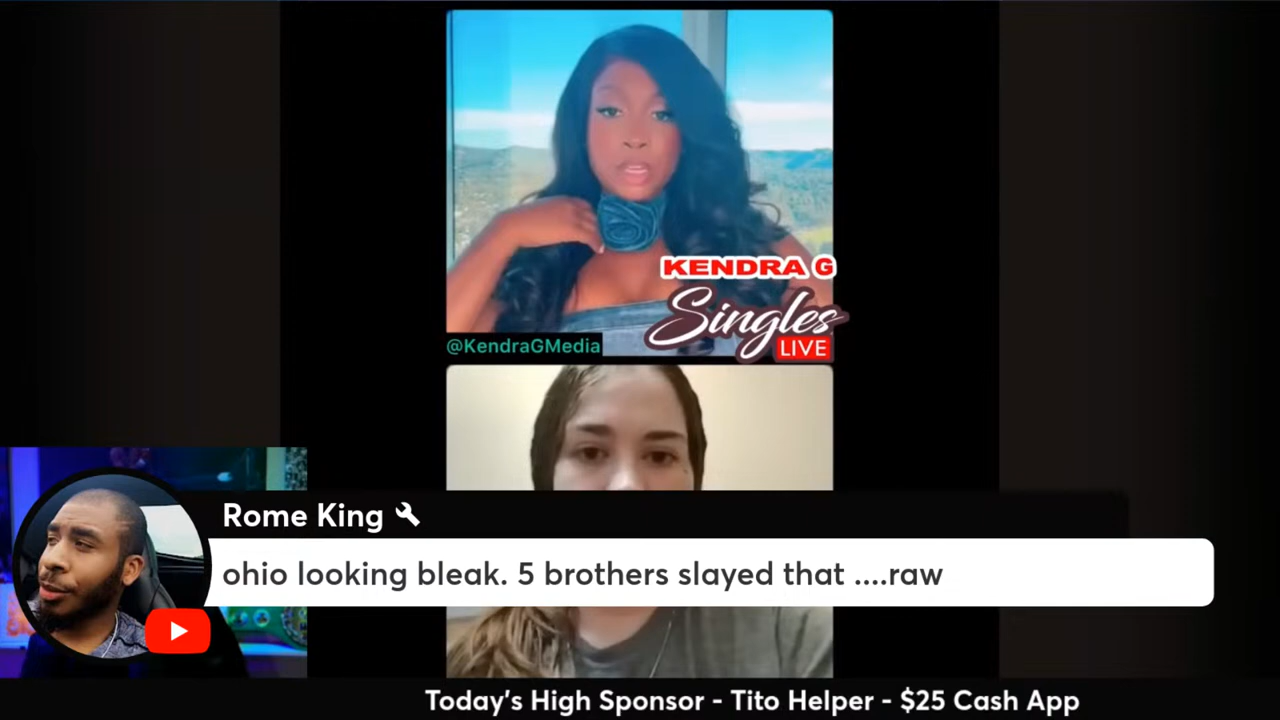 KENDRA G
Singles
LIVE
@KendraGMedia
Rome King
ohio looking bleak. 5 brothers slayed that ....raw
Today's High Sponsor - Tito Helper - $25 Cash App